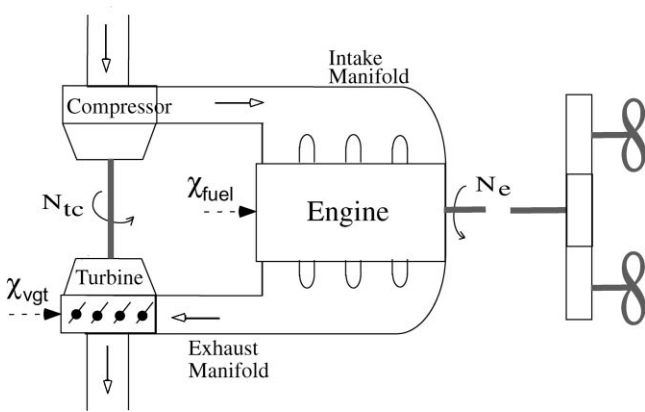 Intake
Manifold
Compressor
N_tc
χ_fuel
Engine
N_e
Turbine
χ_vgt
Exhaust
Manifold